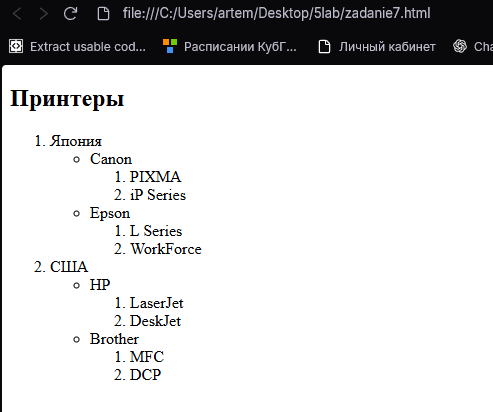 file:///C:/Users/artem/Desktop/5lab/zadanie7.html
Extract usable cod... Расписании КубГ... Личный кабинет Cha
Принтеры
1. Япония
Canon
1. PIXMA
2. iP Series
Epson
1. L Series
2. WorkForce
2. США
HP
1. LaserJet
2. DeskJet
Brother
1. MFC
2. DCP